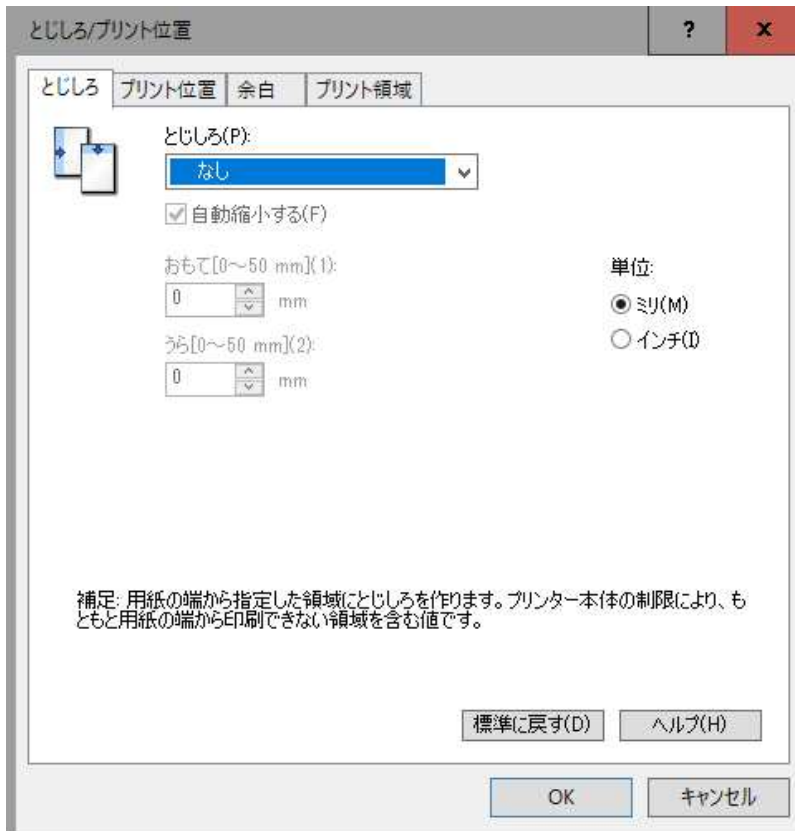 とじしろ/プリント位置
?
x
とじしろ
プリント位置
余白
プリント領域
とじしろ(P):
なし
自動縮小する(F)
おもて[0～50 mm](1):
0 mm
うら[0～50 mm](2):
0 mm
単位:
ミリ(M)
インチ(I)
補足: 用紙の端から指定した領域にとじしろを作ります。プリンター本体の制限により、も
ともと用紙の端から印刷できない領域を含む値です。
標準に戻す(D)
ヘルプ(H)
OK
キャンセル